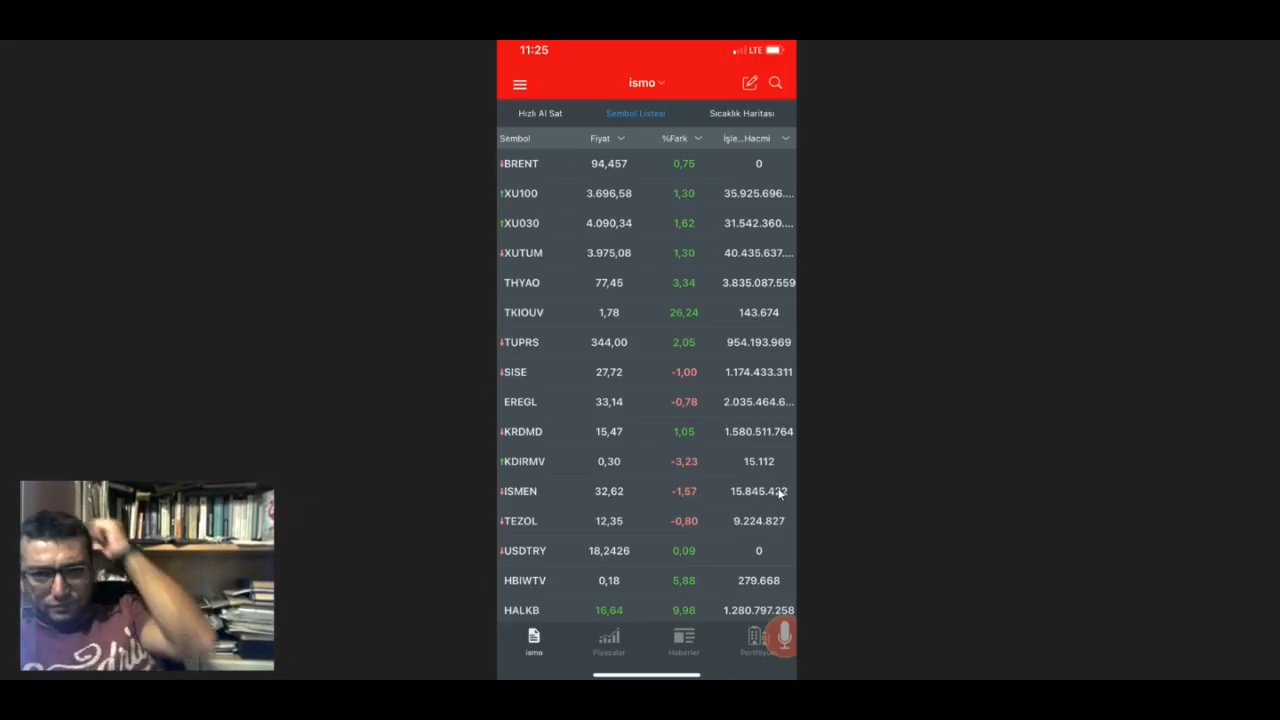 11:25 LTE
ismo
Hızlı Al Sat Sembol Listesi Sıcaklık Haritası
Sembol Fiyat %Fark İşle...Hacmi
BRENT 94,457 0,75 0
XU100 3.696,58 1,30 35.925.696....
XU030 4.090,34 1,62 31.542.360....
XUTUM 3.975,08 1,30 40.435.637....
THYAO 77,45 3,34 3.835.087.559
TKIOUV 1,78 26,24 143.674
TUPRS 344,00 2,05 954.193.969
SISE 27,72 -1,00 1.174.433.311
EREGL 33,14 -0,78 2.035.464.6...
KRDMD 15,47 1,05 1.580.511.764
KDIRMV 0,30 -3,23 15.112
ISMEN 32,62 -1,57
TEZOL 12,35 -0,80 9.224.827
USDTRY 18,2426 0,09 0
HBIWTV 0,18 5,88 279.668
HALKB 16,64 9,98 1.280.797.258
ismo Piyasalar Haberler